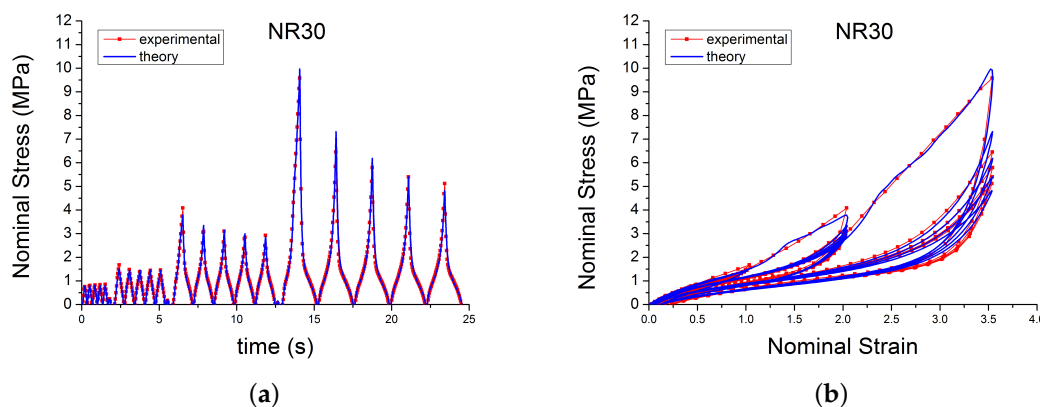 NR30
experimental
theory
Nominal Stress (MPa)
12
11
10
9
8
7
6
5
4
3
2
1
0
0 5 10 15 20 25
time (s)
(a)
NR30
experimental
theory
Nominal Stress (MPa)
12
11
10
9
8
7
6
5
4
3
2
1
0
0.0 0.5 1.0 1.5 2.0 2.5 3.0 3.5 4.0
Nominal Strain
(b)